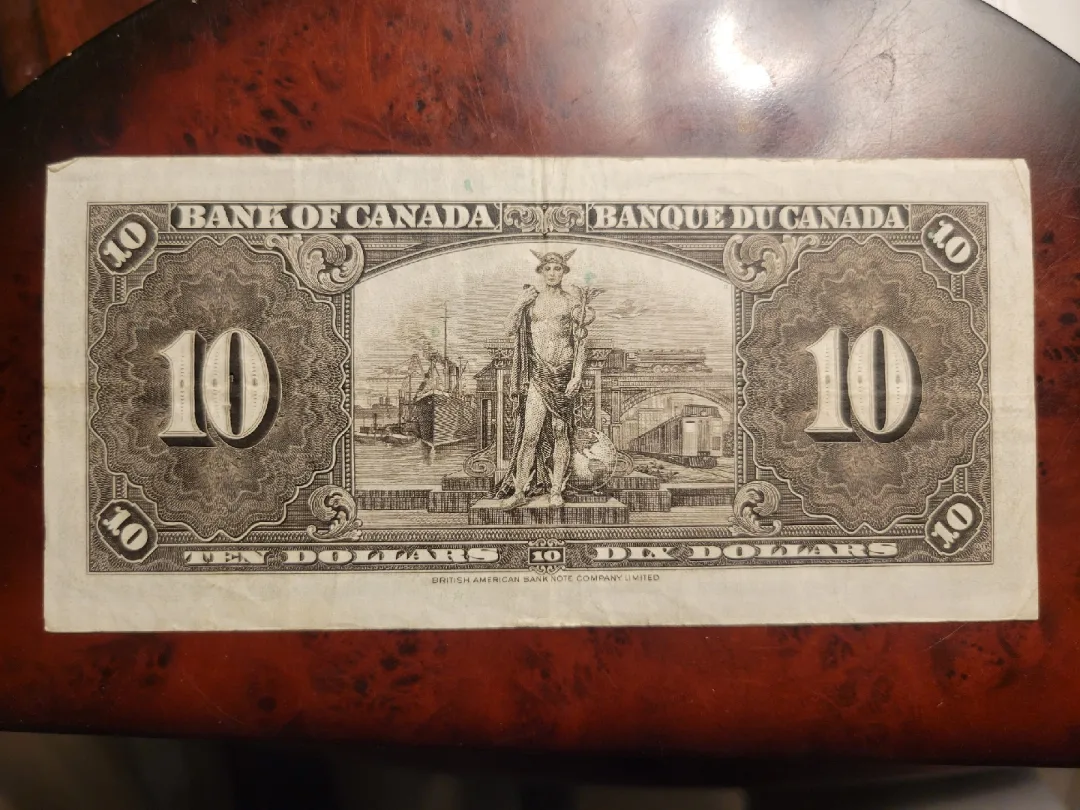 BANK OF CANADA BANQUE DU CANADA
10 10
10 10
10 10
TEN DOLLARS 10 DIX DOLLARS
BRITISH AMERICAN BANK NOTE COMPANY LIMITED